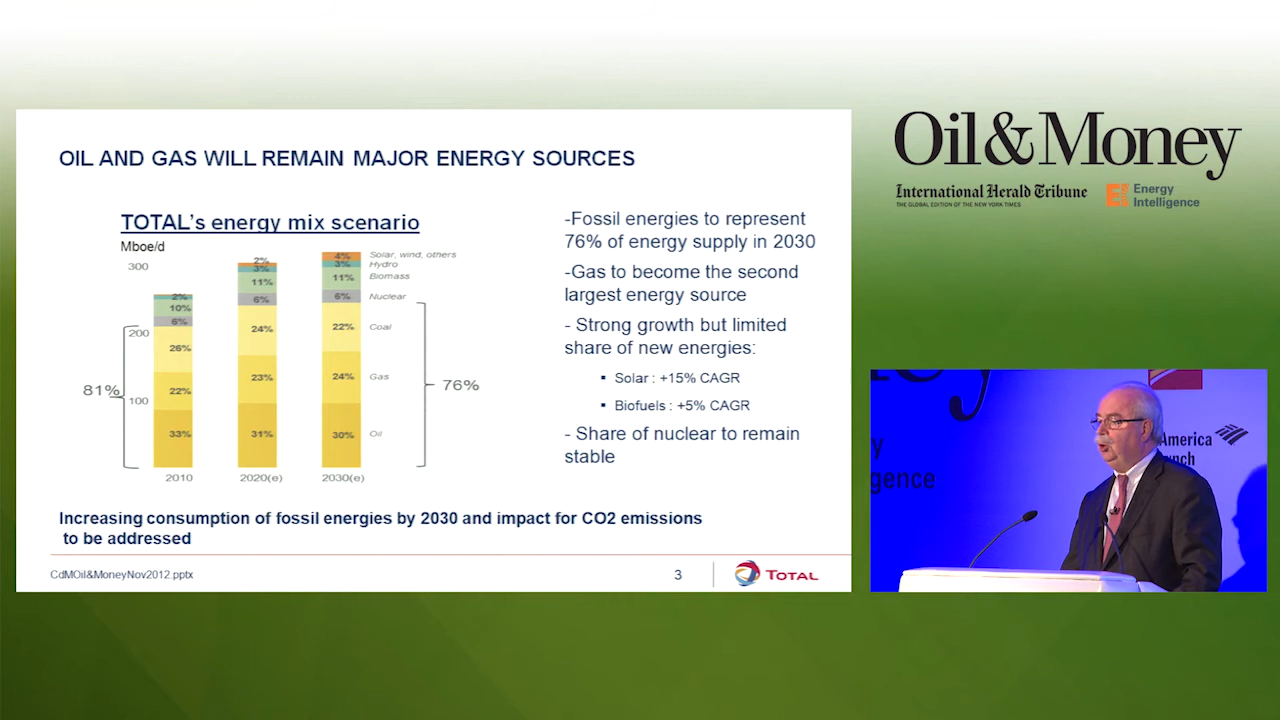 OIL AND GAS WILL REMAIN MAJOR ENERGY SOURCES
TOTAL's energy mix scenario
Mboe/d
300
200
100
81%
2%
10%
6%
26%
22%
33%
2010
2%
3%
11%
6%
24%
23%
31%
2020(e)
4%
3%
11%
6%
22%
24%
30%
2030(e)
Solar, wind, others
Hydro
Biomass
Nuclear
Coal
Gas
Oil
76%
-Fossil energies to represent
76% of energy supply in 2030
-Gas to become the second
largest energy source
- Strong growth but limited
share of new energies:
▪ Solar : +15% CAGR
▪ Biofuels : +5% CAGR
- Share of nuclear to remain
stable
Increasing consumption of fossil energies by 2030 and impact for CO2 emissions
to be addressed
CdMOil&MoneyNov2012.pptx
3
TOTAL
Oil&Money
International Herald Tribune
THE GLOBAL EDITION OF THE NEW YORK TIMES
Energy
Intelligence
America